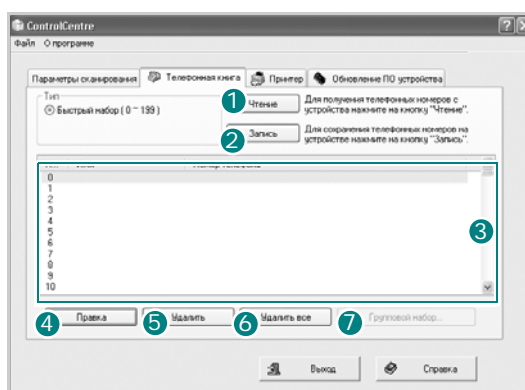 ControlCentre
Файл О программе
Параметры сканирования Телефонная книга Принтер Обновление ПО устройства
Тип
Быстрый набор ( 0 ~ 199 )
1 Чтение
Для получения телефонных номеров с
устройства нажмите на кнопку "Чтение".
2 Запись
Для сохранения телефонных номеров на
устройстве нажмите на кнопку "Запись".
0
1
2
3
4
5
6
7
8
9
10
3
4 Правка 5 Удалить 6 Удалить все 7 Групповой набор...
Выход Справка